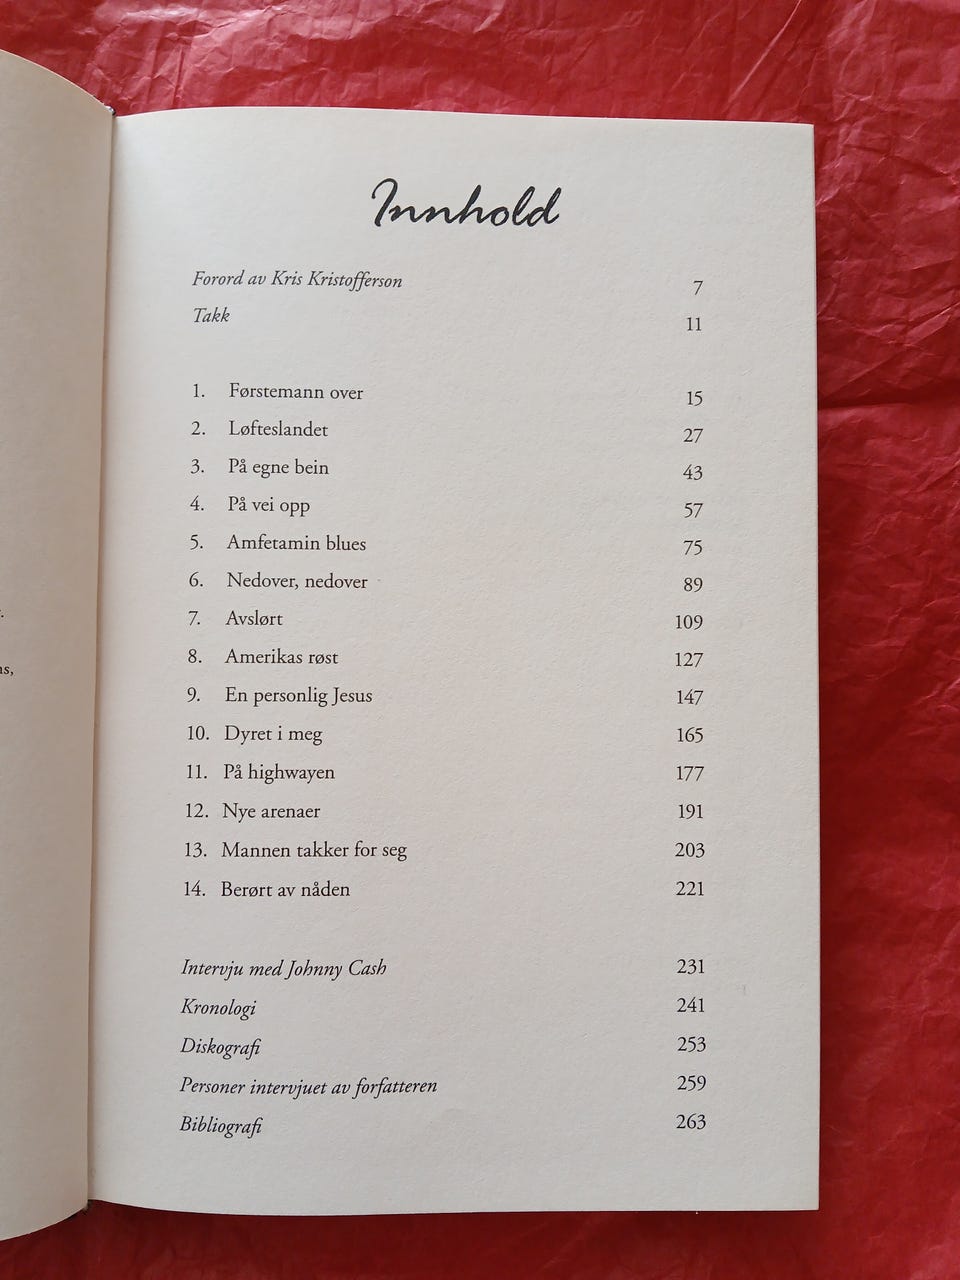 Innhold
Forord av Kris Kristofferson 7
Takk 11
1. Førstemann over 15
2. Løfteslandet 27
3. På egne bein 43
4. På vei opp 57
5. Amfetamin blues 75
6. Nedover, nedover 89
7. Avslørt 109
8. Amerikas røst 127
9. En personlig Jesus 147
10. Dyret i meg 165
11. På highwayen 177
12. Nye arenaer 191
13. Mannen takker for seg 203
14. Berørt av nåden 221
Intervju med Johnny Cash 231
Kronologi 241
Diskografi 253
Personer intervjuet av forfatteren 259
Bibliografi 263